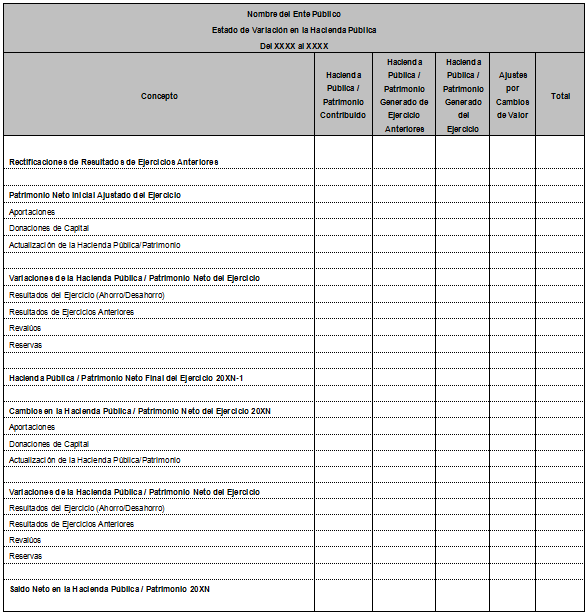 Nombre del Ente Público
Estado de Variación en la Hacienda Pública
Del XXXX al XXXX
Concepto
Hacienda
Pública /
Patrimonio
Contribuido
Hacienda
Pública /
Patrimonio
Generado de
Ejercicio
Anteriores
Hacienda
Pública /
Patrimonio
Generado
del
Ejercicio
Ajustes
por
Cambios
de Valor
Total
Rectificaciones de Resultados de Ejercicios Anteriores
Patrimonio Neto Inicial Ajustado del Ejercicio
Aportaciones
Donaciones de Capital
Actualización de la Hacienda Pública/Patrimonio
Variaciones de la Hacienda Pública / Patrimonio Neto del Ejercicio
Resultados del Ejercicio (Ahorro/Desahorro)
Resultados de Ejercicios Anteriores
Revalúos
Reservas
Hacienda Pública / Patrimonio Neto Final del Ejercicio 20XN-1
Cambios en la Hacienda Pública / Patrimonio Neto del Ejercicio 20XN
Aportaciones
Donaciones de Capital
Actualización de la Hacienda Pública/Patrimonio
Variaciones de la Hacienda Pública / Patrimonio Neto del Ejercicio
Resultados del Ejercicio (Ahorro/Desahorro)
Resultados de Ejercicios Anteriores
Revalúos
Reservas
Saldo Neto en la Hacienda Pública / Patrimonio 20XN